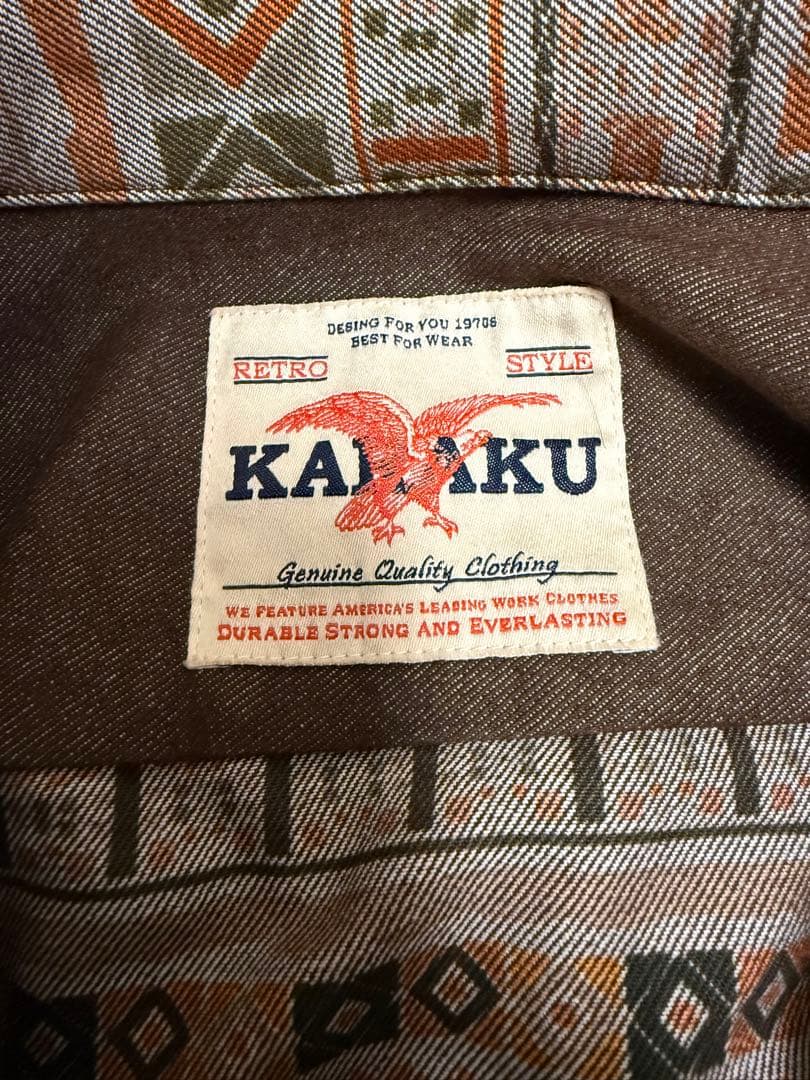 DESING FOR YOU 1970S
BEST FOR WEAR
RETRO STYLE
Genuine Quality Clothing
WE FEATURE AMERICA'S LEADING WORK CLOTHES
DURABLE STRONG AND EVERLASTING